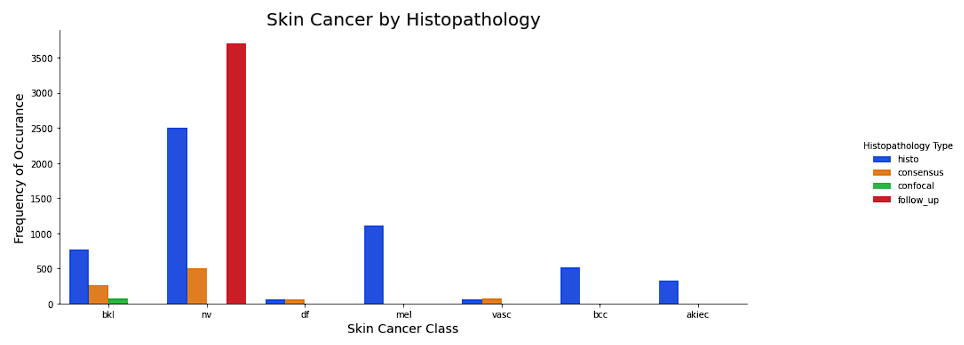 Skin Cancer by Histopathology
Frequency of Occurance
3500
3000
2500
2000
1500
1000
500
0
bkl nv df mel vasc bcc akiec
Skin Cancer Class
Histopathology Type
histo
consensus
confocal
follow_up